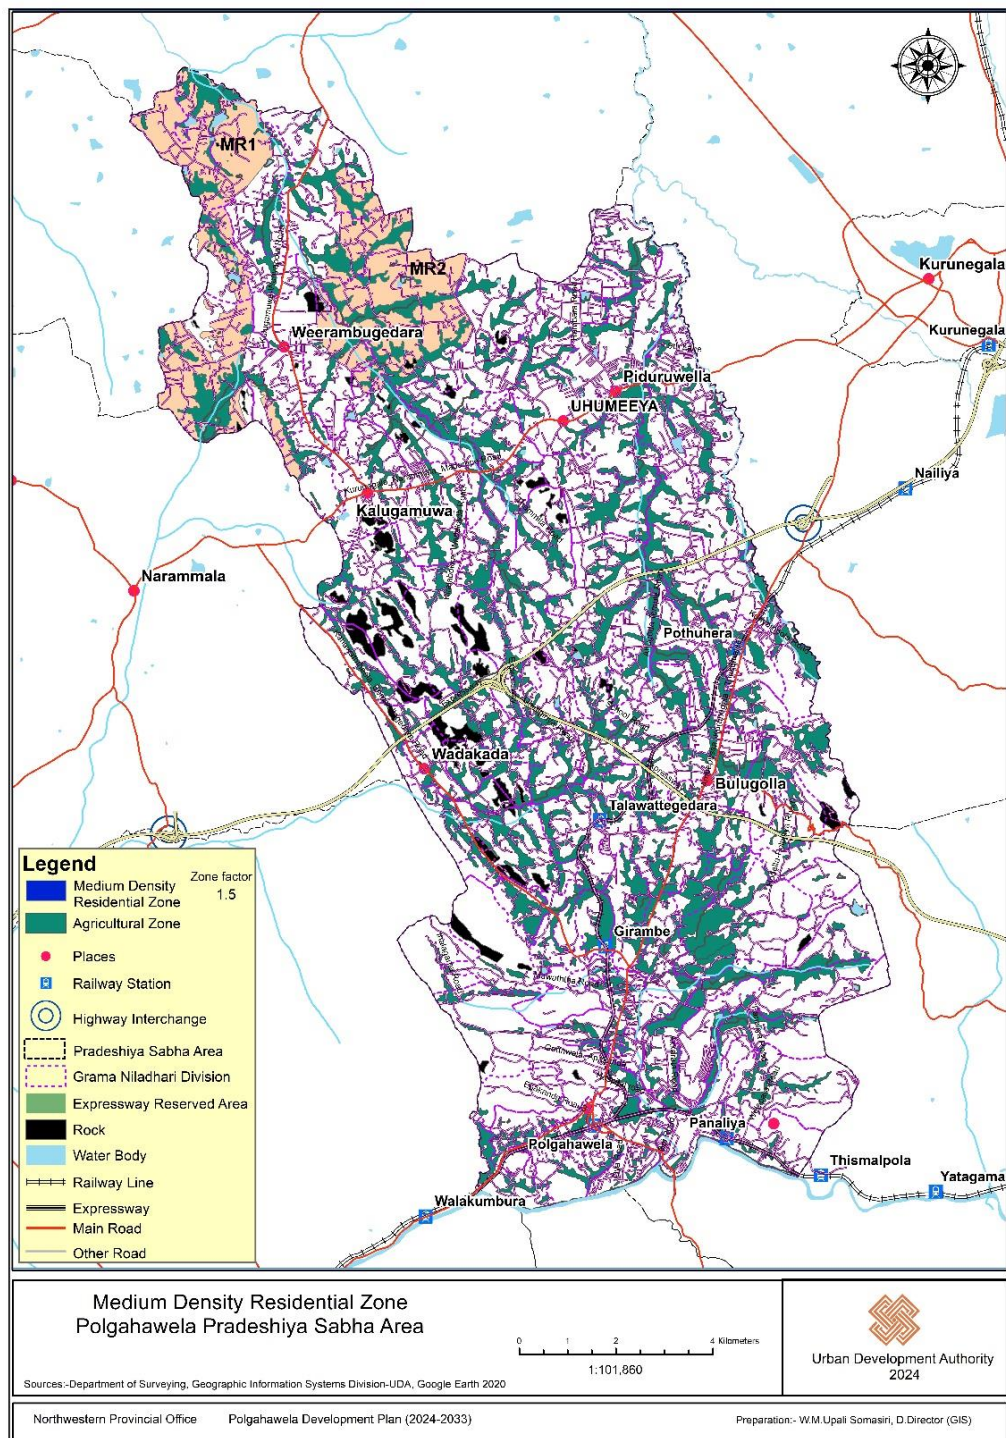 MR1
MR2
Kurunegala
Kurunegala
Weerambugedara
Piduruwella
UHUMEEYA
Nailiya
Kalugamuwa
Narammala
Pothuhera
Wadakada
Bulugolla
Talawattegedara
Girambe
Polgahawela
Panaliya
Thismalpola
Yatagama
Walakumbura
Legend
Zone factor
Medium Density
Residential Zone
1.5
Agricultural Zone
Places
Railway Station
Highway Interchange
Pradeshiya Sabha Area
Grama Niladhari Division
Expressway Reserved Area
Rock
Water Body
Railway Line
Expressway
Main Road
Other Road
Medium Density Residential Zone
Polgahawela Pradeshiya Sabha Area
0 1 2 4 Kilometers
1:101,860
Sources:-Department of Surveying, Geographic Information Systems Division-UDA, Google Earth 2020
Urban Development Authority
2024
Northwestern Provincial Office
Polgahawela Development Plan (2024-2033)
Preparation:- W.M.Upali Somasiri, D.Director (GIS)